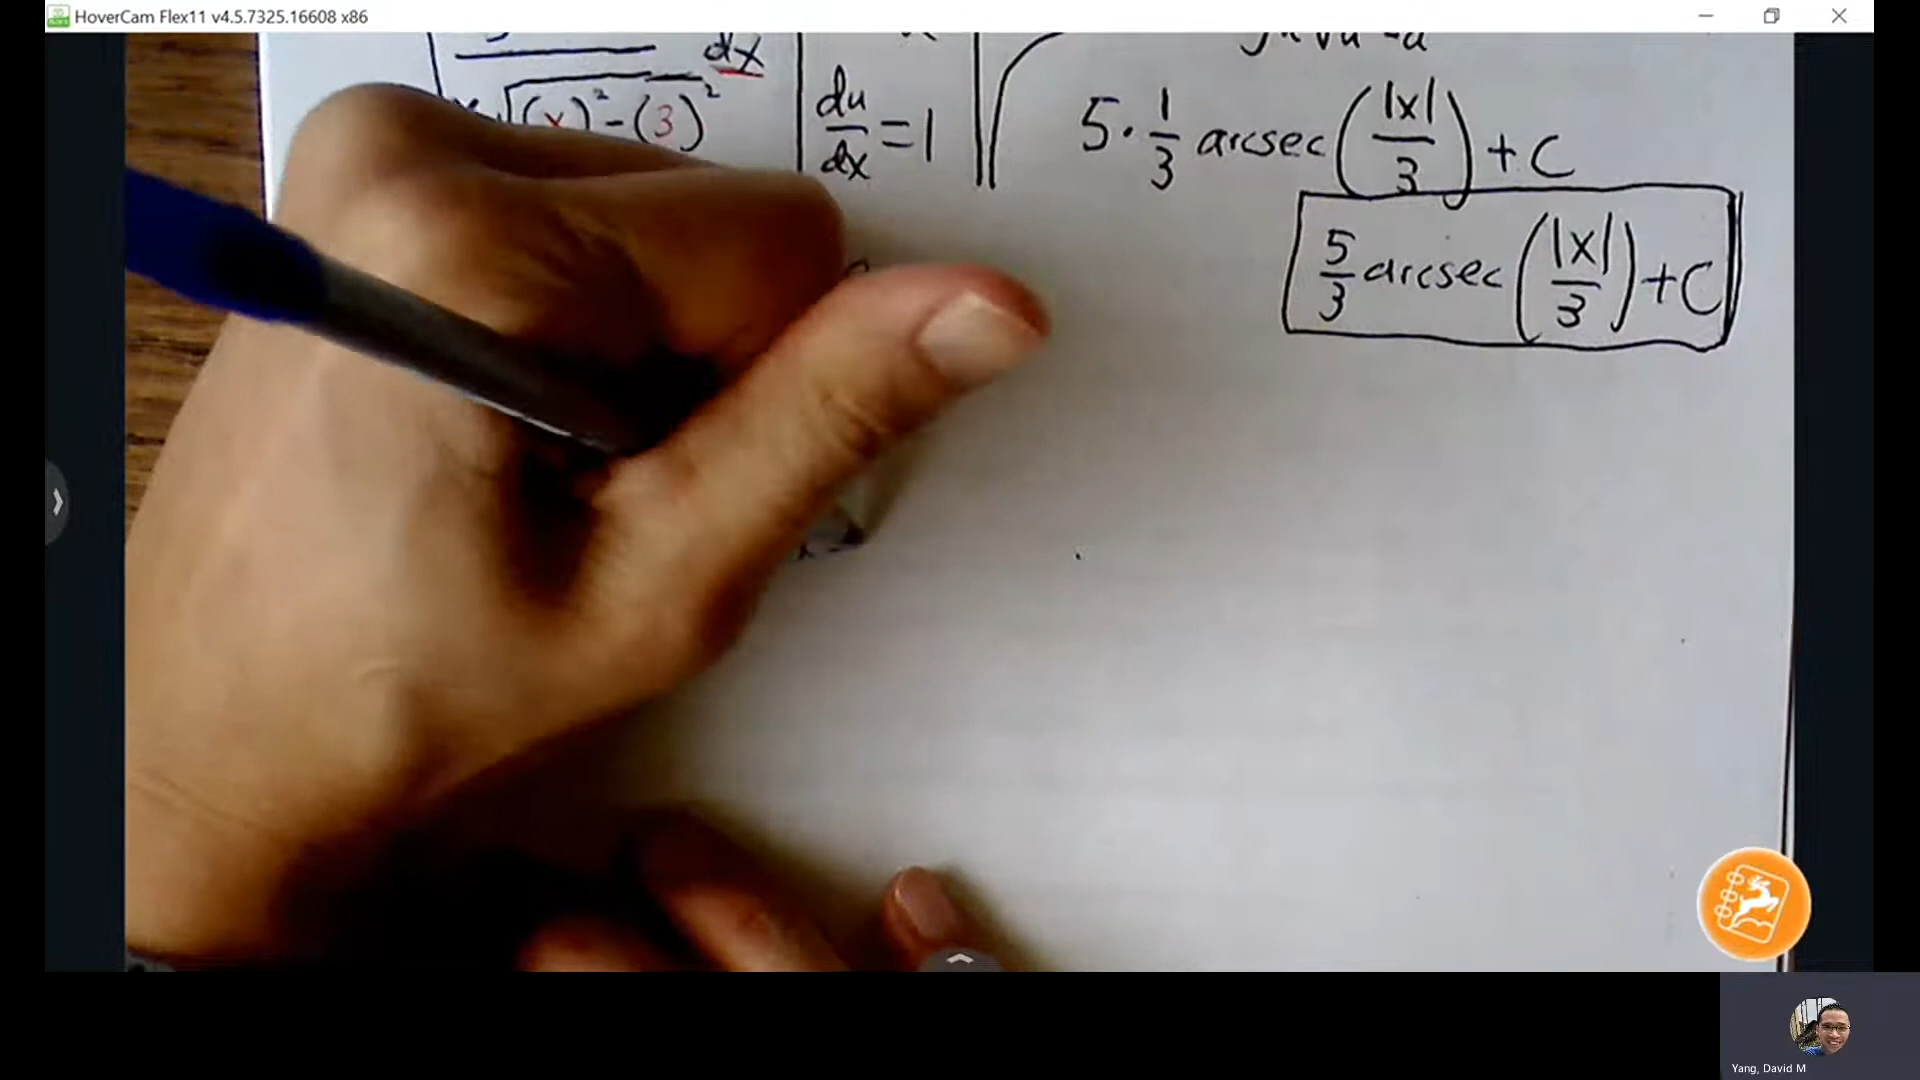 HoverCam Flex11 v4.5.7325.16608 x86
dx
√(x)² - (3)²
du/dx = 1
5 · 1/3 arcsec(|x|/3) + C
5/3 arcsec(|x|/3) + C
Yang, David M